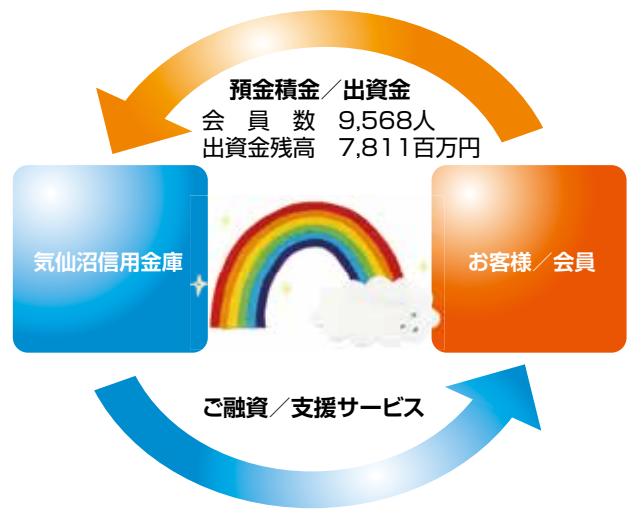 預金積金／出資金
会　員　数　9,568人
出資金残高　7,811百万円
気仙沼信用金庫
お客様／会員
ご融資／支援サービス